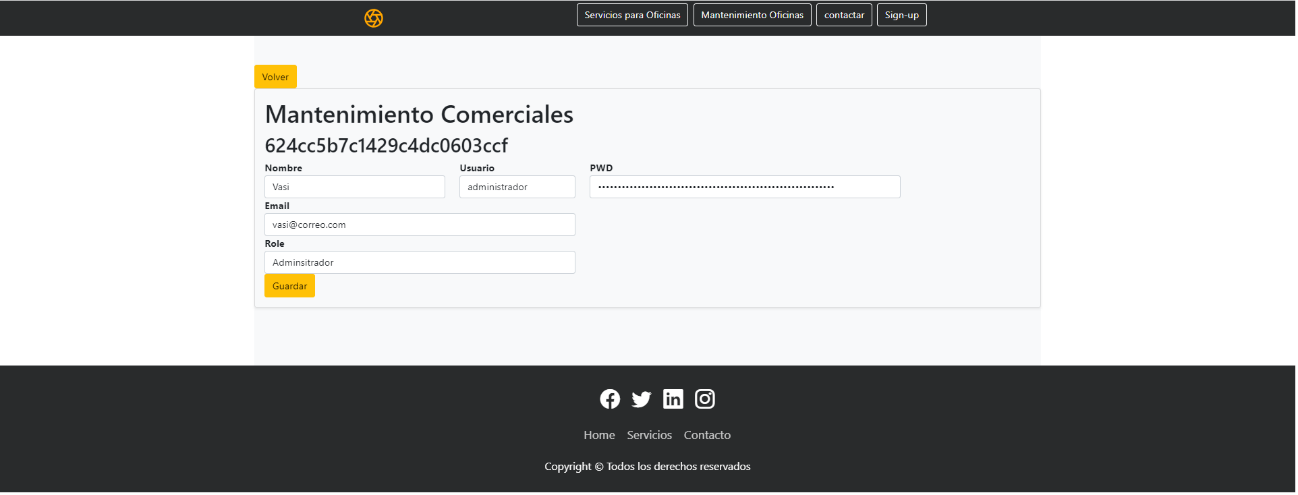 Servicios para Oficinas Mantenimiento Oficinas contactar Sign-up
Volver
Mantenimiento Comerciales
624cc5b7c1429c4dc0603ccf
Nombre Usuario PWD
Vasi administrador
Email
vasi@correo.com
Role
Adminsitrador
Guardar
Home Servicios Contacto
Copyright © Todos los derechos reservados